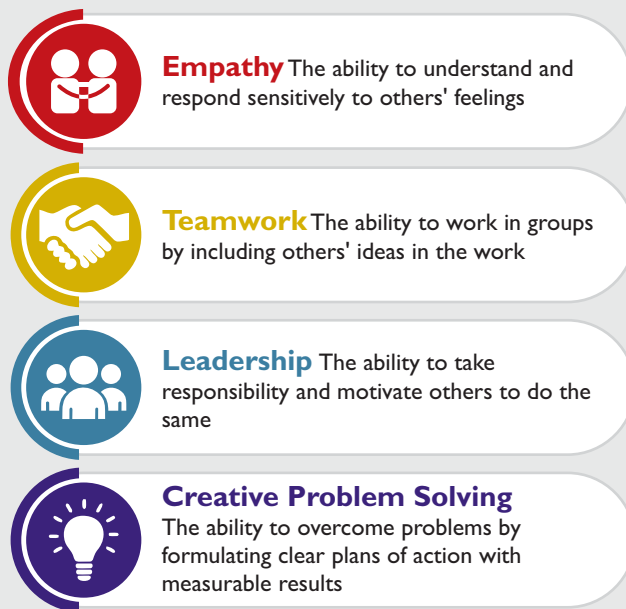 Empathy The ability to understand and
respond sensitively to others' feelings
Teamwork The ability to work in groups
by including others' ideas in the work
Leadership The ability to take
responsibility and motivate others to do the
same
Creative Problem Solving
The ability to overcome problems by
formulating clear plans of action with
measurable results